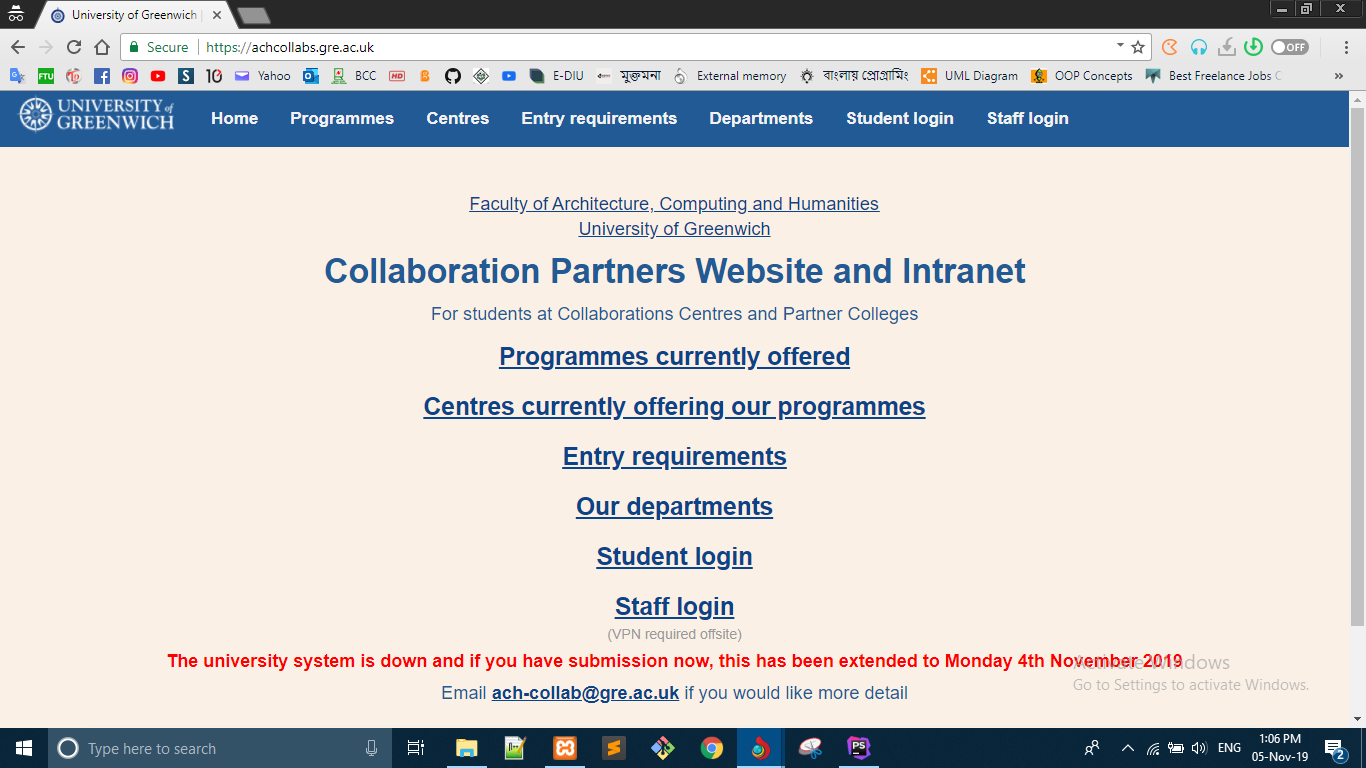 University of Greenwich |
Secure
https://achcollabs.gre.ac.uk
OFF
FTU
S
10
Yahoo
BCC
HD
E-DIU
মুক্তমনা
External memory
বাংলায় প্রোগ্রামিং
UML Diagram
OOP Concepts
Best Freelance Jobs
UNIVERSITY of
GREENWICH
Home
Programmes
Centres
Entry requirements
Departments
Student login
Staff login
Faculty of Architecture, Computing and Humanities
University of Greenwich
Collaboration Partners Website and Intranet
For students at Collaborations Centres and Partner Colleges
Programmes currently offered
Centres currently offering our programmes
Entry requirements
Our departments
Student login
Staff login
(VPN required offsite)
The university system is down and if you have submission now, this has been extended to Monday 4th November 2019
Activate Windows
Go to Settings to activate Windows.
Email ach-collab@gre.ac.uk if you would like more detail
Type here to search
PS
ENG
1:06 PM
05-Nov-19
2